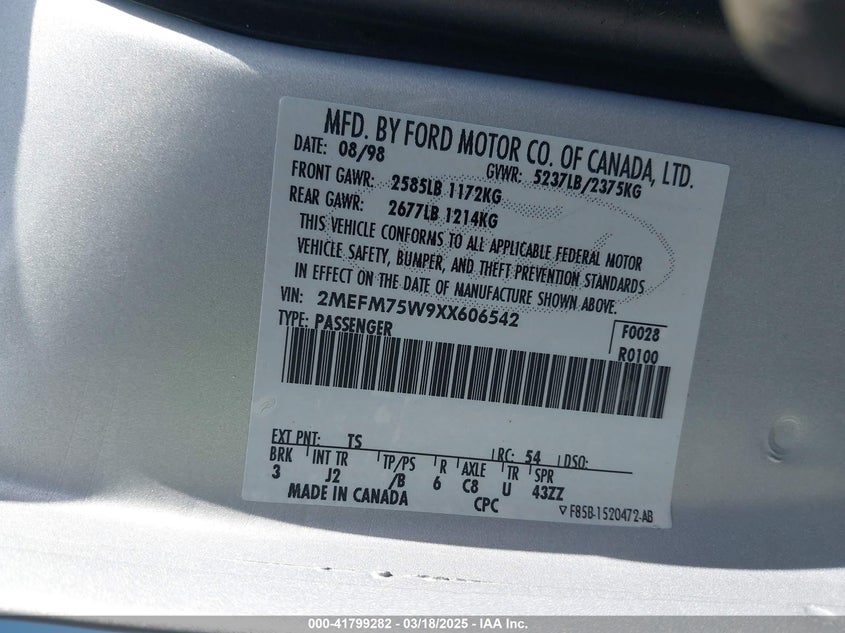 MFD. BY FORD MOTOR CO. OF CANADA, LTD.
DATE: 08/98 GVWR: 5237LB/2375KG
FRONT GAWR: 2585LB 1172KG
REAR GAWR: 2677LB 1214KG
THIS VEHICLE CONFORMS TO ALL APPLICABLE FEDERAL MOTOR
VEHICLE SAFETY, BUMPER, AND THEFT PREVENTION STANDARDS
IN EFFECT ON THE DATE OF MANUFACTURE SHOWN ABOVE.
VIN: 2MEFM75W9XX606542
TYPE: PASSENGER
F0028
R0100
EXT PNT: TS RC: 54 DSO:
BRK INT TR TP/PS R AXLE TR SPR
3 J2 /B 6 C8 U 43ZZ
MADE IN CANADA CPC
▽ F85B-1520472-AB
000-41799282 - 03/18/2025 - IAA Inc.